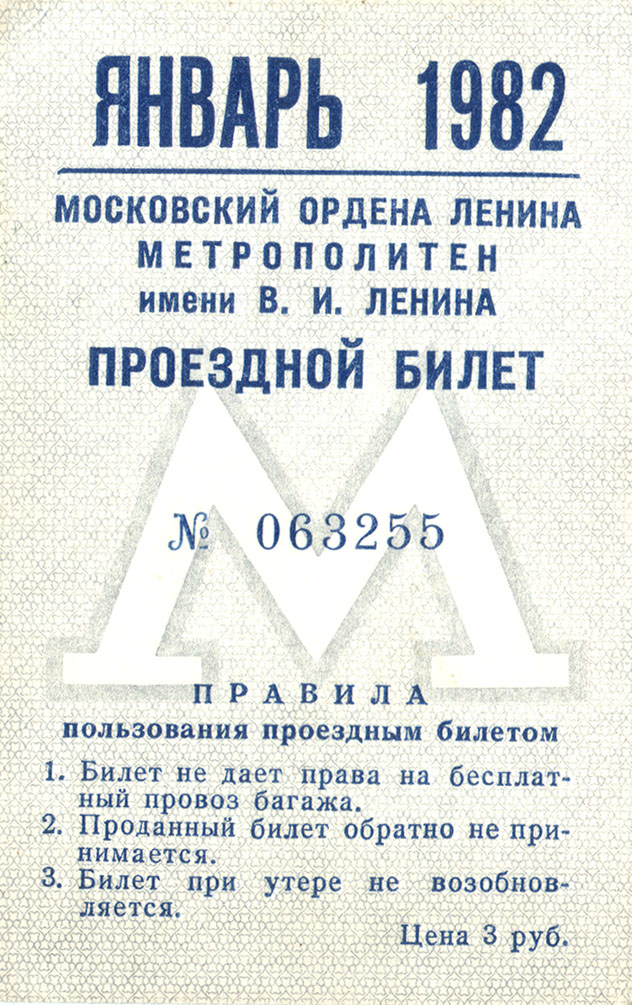 ЯНВАРЬ 1982
МОСКОВСКИЙ ОРДЕНА ЛЕНИНА
МЕТРОПОЛИТЕН
имени В. И. ЛЕНИНА
ПРОЕЗДНОЙ БИЛЕТ
М
№ 063255
ПРАВИЛА
пользования проездным билетом
1. Билет не дает права на бесплат-
ный провоз багажа.
2. Проданный билет обратно не при-
нимается.
3. Билет при утере не возобнов-
ляется.
Цена 3 руб.